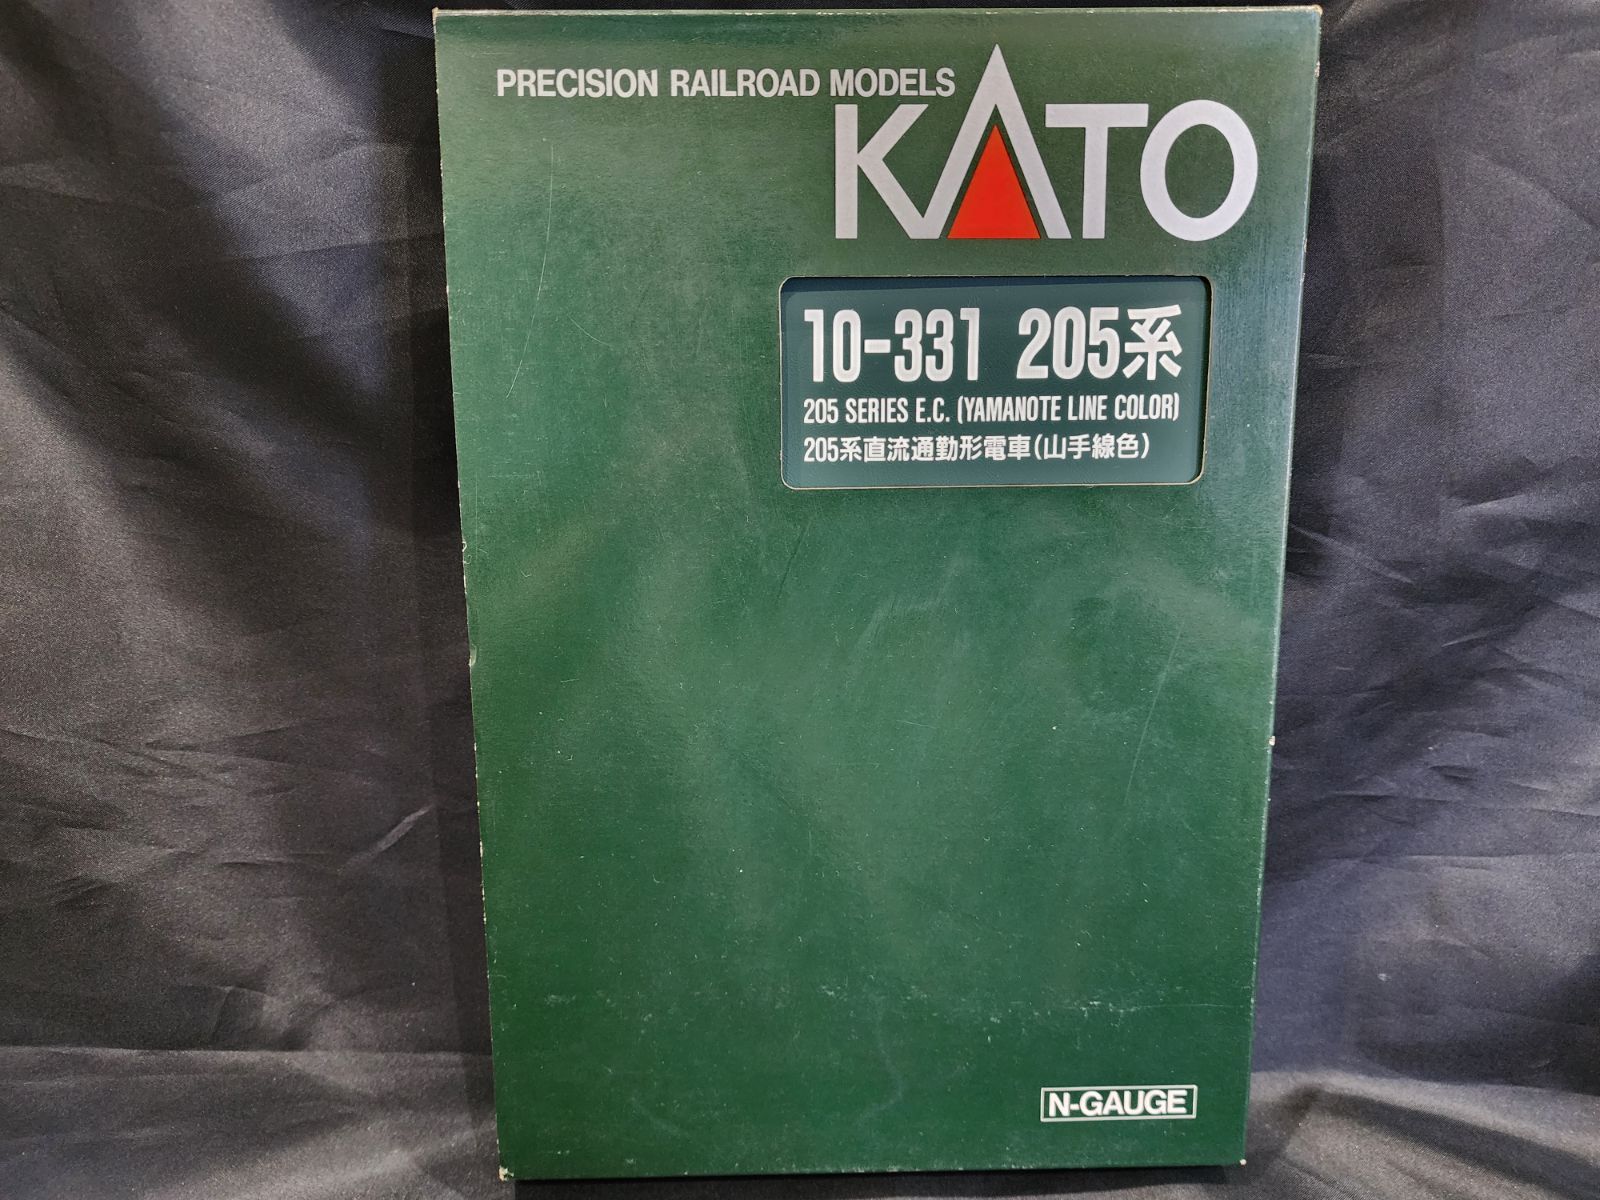 PRECISION RAILROAD MODELS
KATO
10-331 205系
205 SERIES E.C. (YAMANOTE LINE COLOR)
205系直流通勤形電車(山手線色)
N-GAUGE